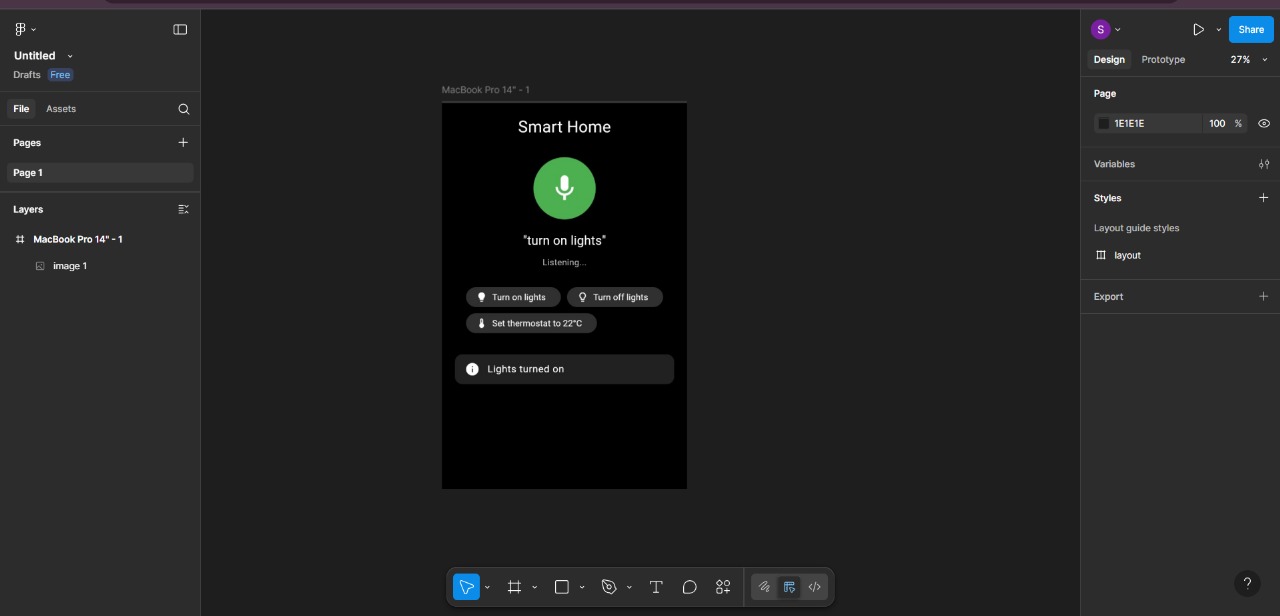 Untitled
Drafts Free
File Assets
Pages
Page 1
Layers
MacBook Pro 14" - 1
image 1
MacBook Pro 14" - 1
Smart Home
"turn on lights"
Listening...
Turn on lights Turn off lights
Set thermostat to 22°C
Lights turned on
S Share
Design Prototype 27%
Page
1E1E1E 100 %
Variables
Styles
Layout guide styles
layout
Export
?